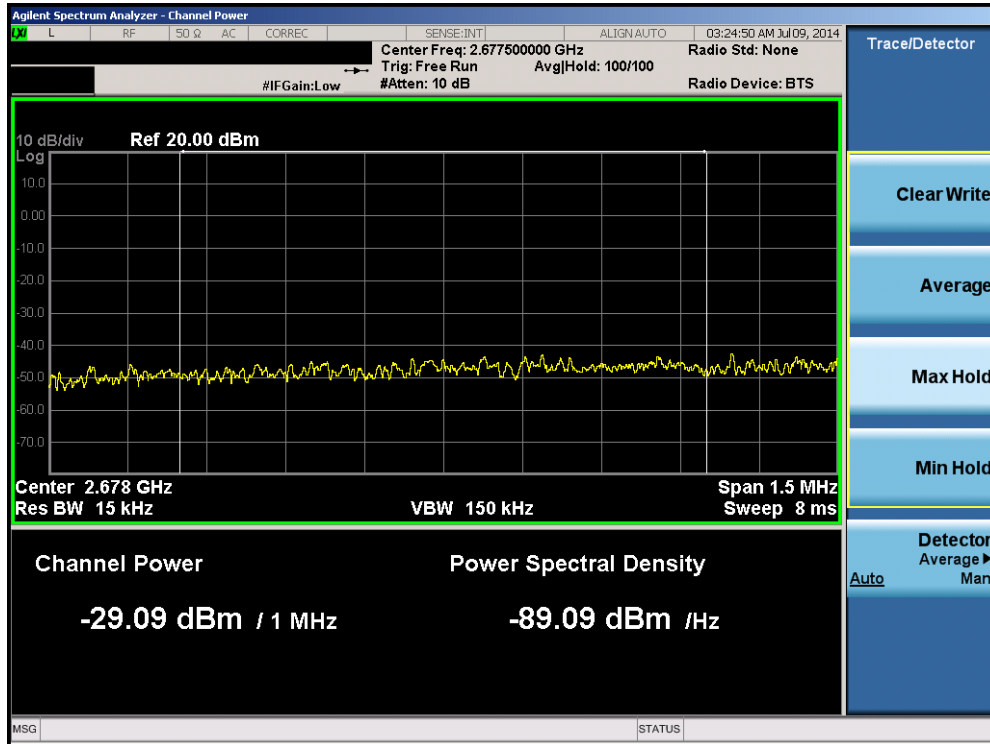 Agilent Spectrum Analyzer - Channel Power
LXI L RF 50 Ω AC CORREC SENSE:INT ALIGN AUTO 03:24:50 AM Jul 09, 2014
Center Freq: 2.677500000 GHz Radio Std: None
Trig: Free Run Avg|Hold: 100/100
#IFGain:Low #Atten: 10 dB Radio Device: BTS
10 dB/div Ref 20.00 dBm
Log
10.0
0.00
-10.0
-20.0
-30.0
-40.0
-50.0
-60.0
-70.0
Center 2.678 GHz Span 1.5 MHz
Res BW 15 kHz VBW 150 kHz Sweep 8 ms
Channel Power Power Spectral Density
-29.09 dBm / 1 MHz -89.09 dBm /Hz
MSG STATUS
Trace/Detector
Clear Write
Average
Max Hold
Min Hold
Detector
Average
Auto Man